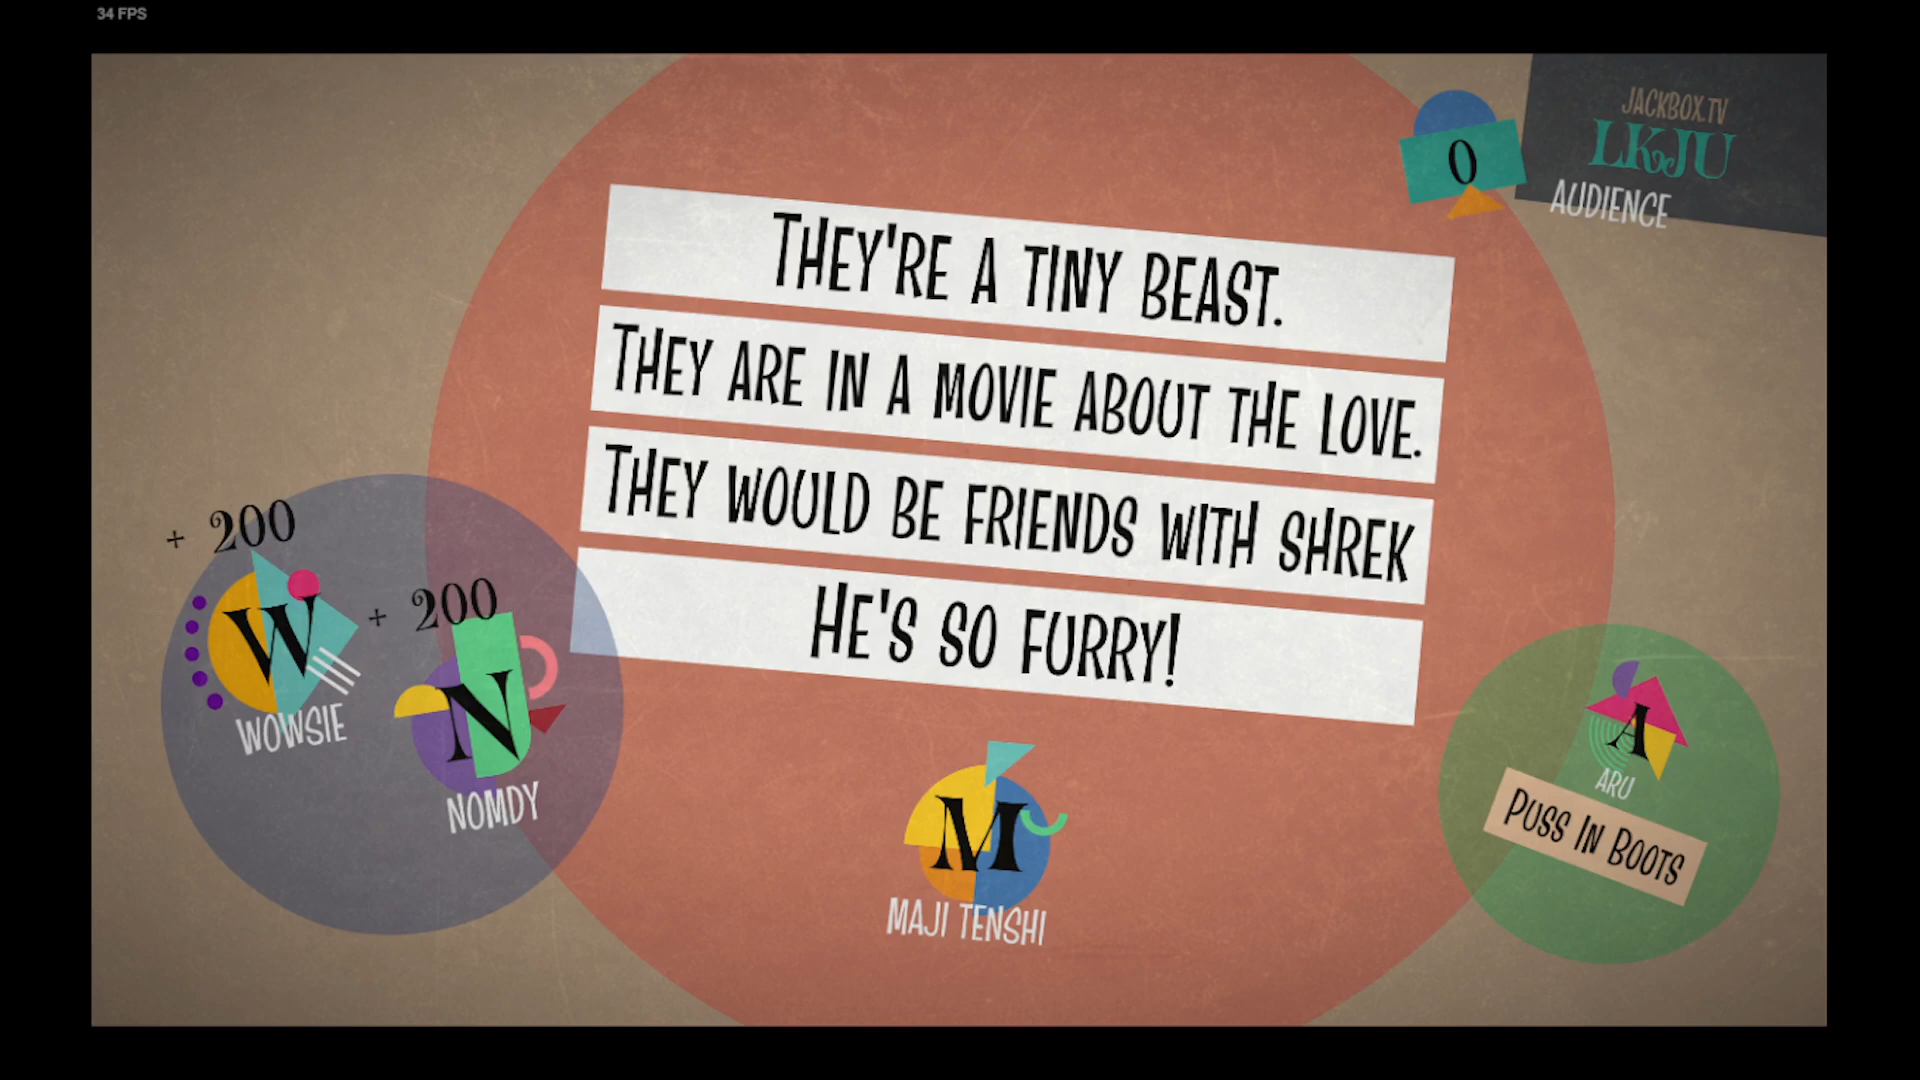 34 FPS
JACKBOX.TV
LKJU
0
AUDIENCE
THEY'RE A TINY BEAST.
THEY ARE IN A MOVIE ABOUT THE LOVE.
THEY WOULD BE FRIENDS WITH SHREK
HE'S SO FURRY!
+ 200
W
WOWSIE
+ 200
N
NOMDY
M
MAJI TENSHI
A
ARU
PUSS IN BOOTS